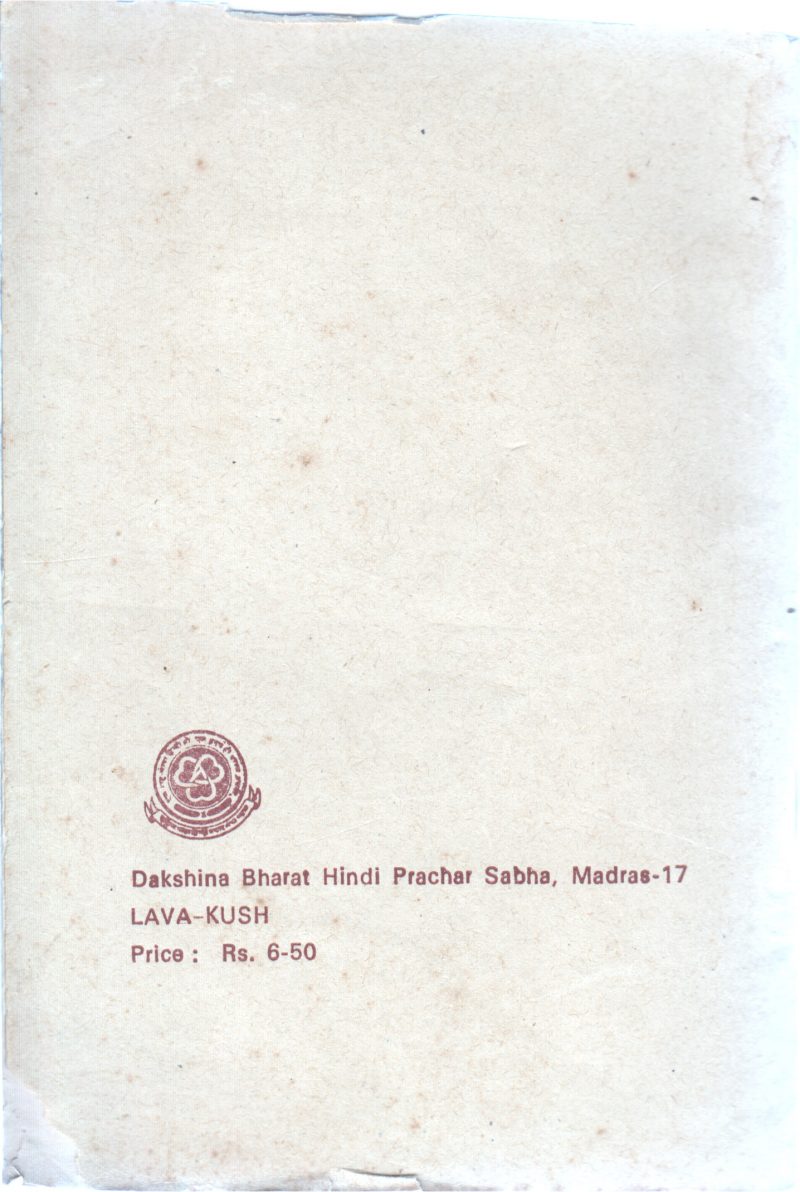 Dakshina Bharat Hindi Prachar Sabha, Madras-17
LAVA-KUSH
Price : Rs. 6-50